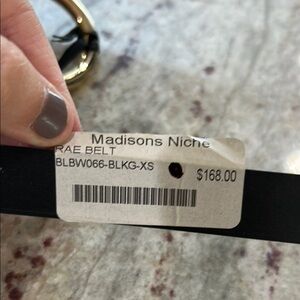 Madisons Niche
RAE BELT
BLBW066-BLKG-XS
$168.00